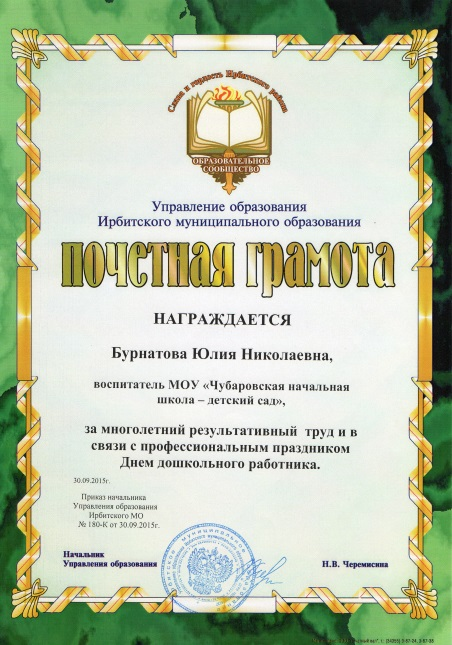 Слава и гордость Ирбитского района
ОБРАЗОВАТЕЛЬНОЕ
СООБЩЕСТВО
Управление образования
Ирбитского муниципального образования
ПОЧЕТНАЯ ГРАМОТА
НАГРАЖДАЕТСЯ
Бурнатова Юлия Николаевна,
воспитатель МОУ «Чубаровская начальная
школа – детский сад»,
за многолетний результативный труд и в
связи с профессиональным праздником
Днем дошкольного работника.
30.09.2015г.
Приказ начальника
Управления образования
Ирбитского МО
№ 180-К от 30.09.2015г.
Начальник
Управления образования
Н.В. Черемисина